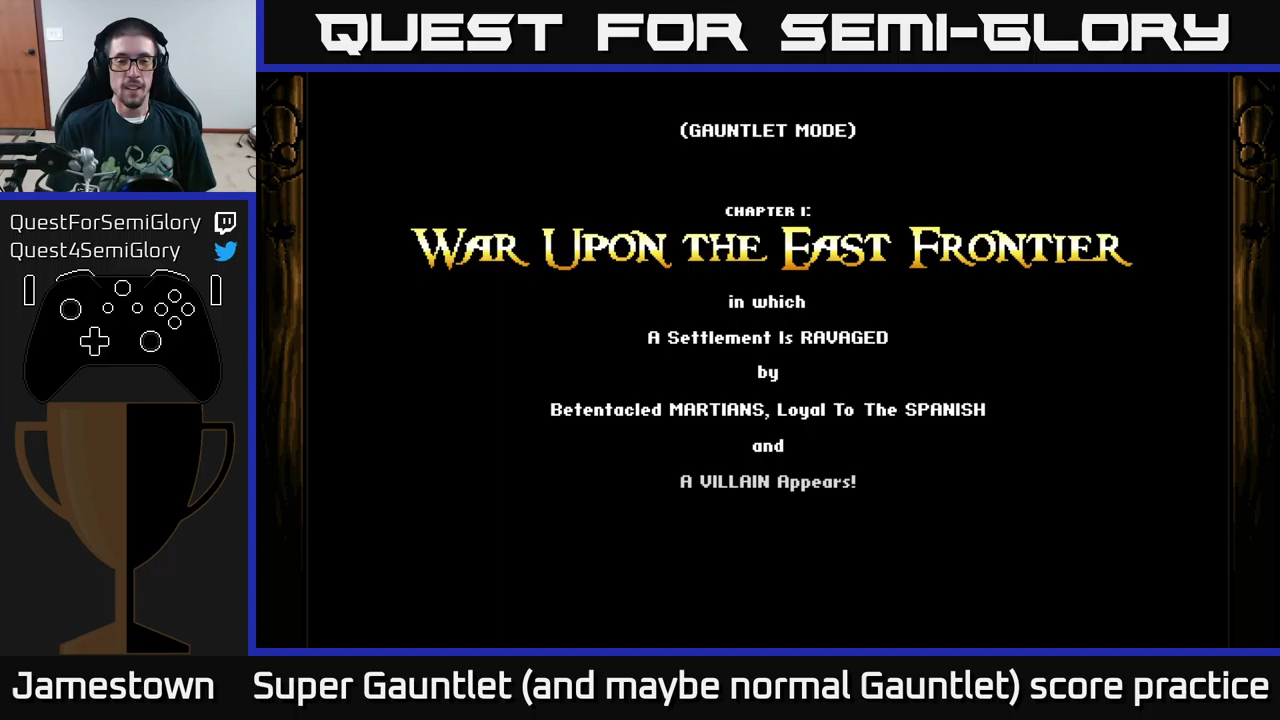 QUEST FOR SEMI-GLORY
QuestForSemiGlory
Quest4SemiGlory
(GAUNTLET MODE)
CHAPTER I:
WAR UPON THE EAST FRONTIER
in which
A Settlement Is RAVAGED
by
Betentacled MARTIANS, Loyal To The SPANISH
and
A VILLAIN Appears!
Jamestown Super Gauntlet (and maybe normal Gauntlet) score practice